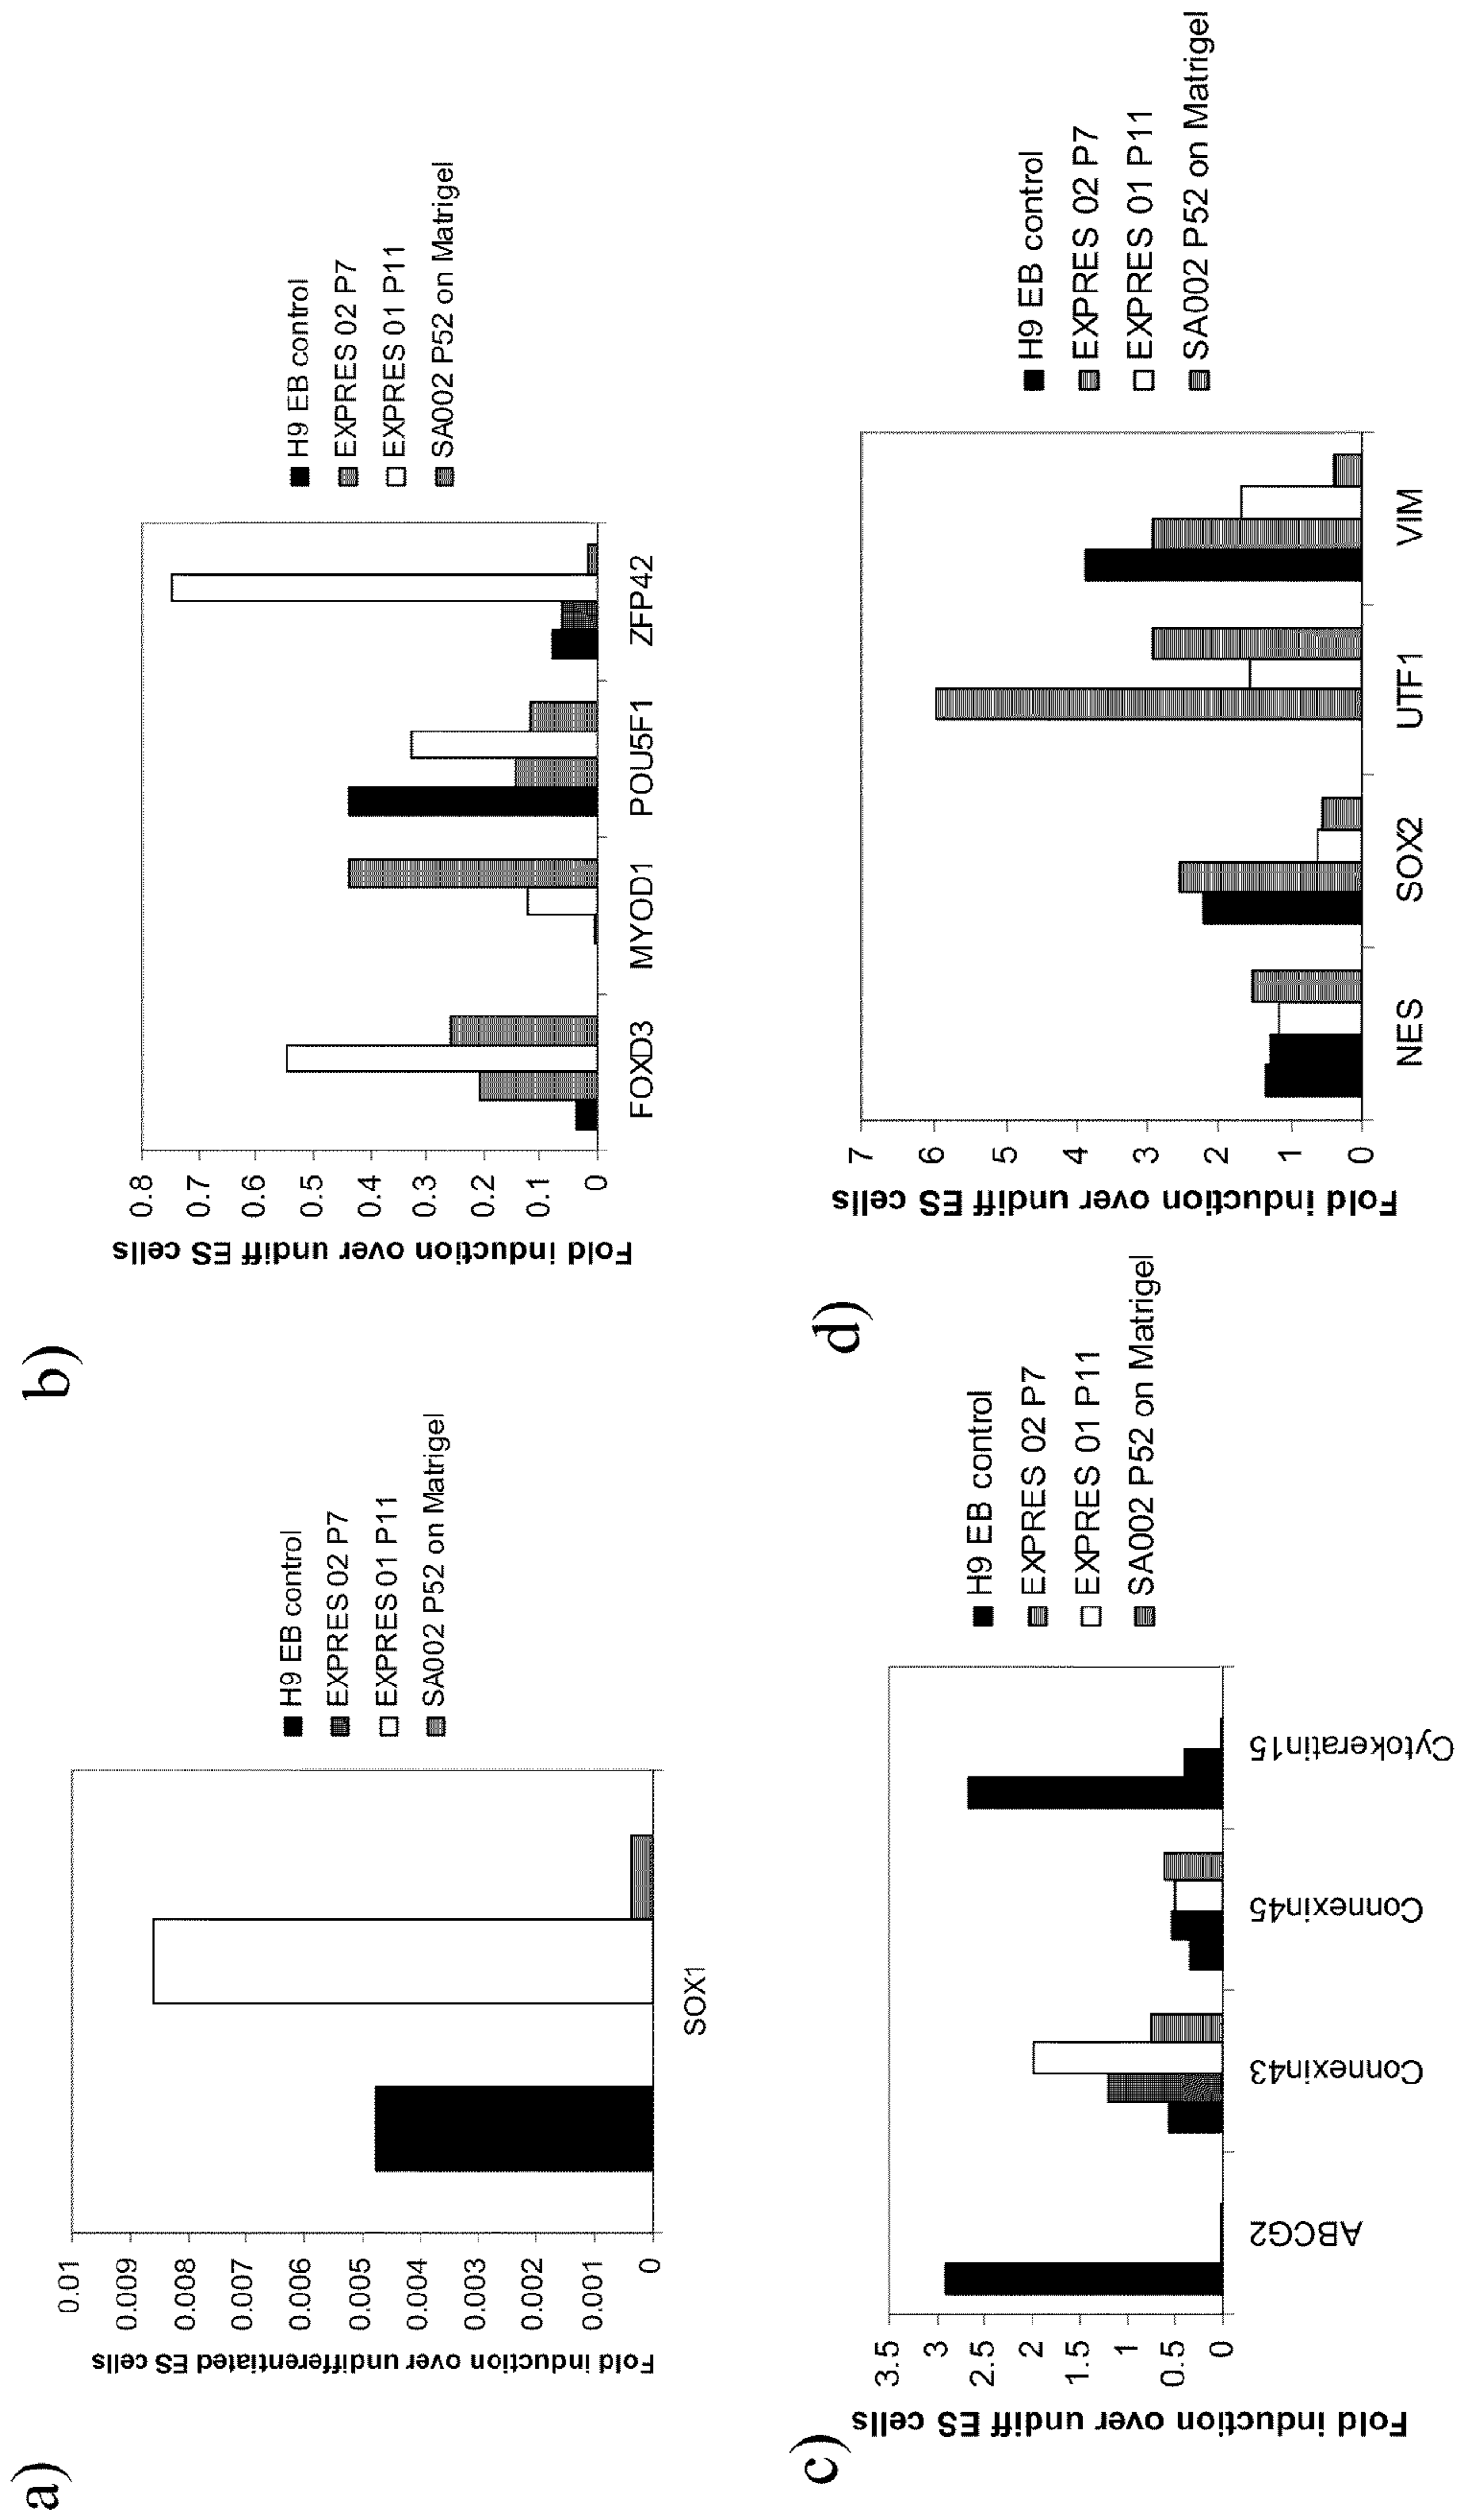 a)
Fold induction over undifferentiated ES cells
0.01
0.009
0.008
0.007
0.006
0.005
0.004
0.003
0.002
0.001
0
SOX1
H9 EB control
EXPRES 02 P7
EXPRES 01 P11
SA002 P52 on Matrigel
b)
Fold induction over undiff ES cells
0.8
0.7
0.6
0.5
0.4
0.3
0.2
0.1
0
FOXD3
MYOD1
POU5F1
ZFP42
H9 EB control
EXPRES 02 P7
EXPRES 01 P11
SA002 P52 on Matrigel
c)
Fold induction over undiff ES cells
3.5
3
2.5
2
1.5
1
0.5
0
ABCG2
Connexin43
Connexin45
Cytokeratin15
H9 EB control
EXPRES 02 P7
EXPRES 01 P11
SA002 P52 on Matrigel
d)
Fold induction over undiff ES cells
7
6
5
4
3
2
1
0
NES
SOX2
UTF1
VIM
H9 EB control
EXPRES 02 P7
EXPRES 01 P11
SA002 P52 on Matrigel